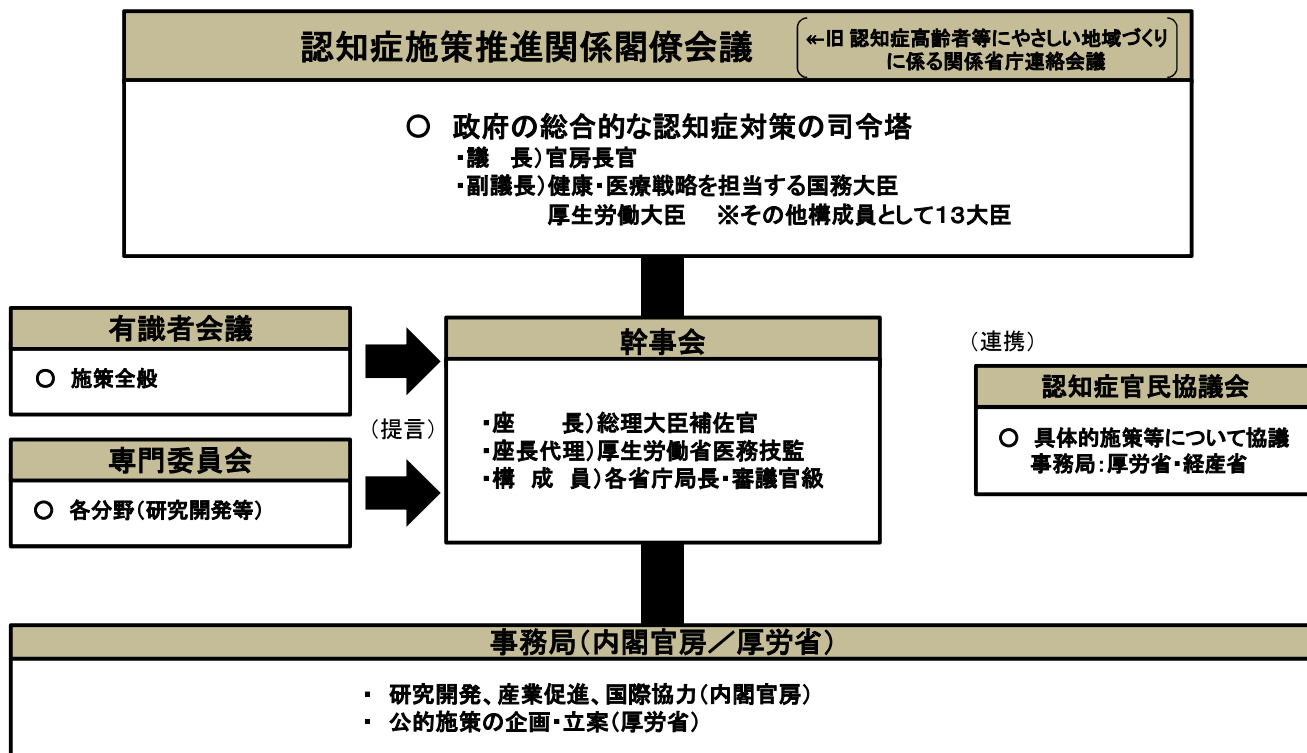 認知症施策推進関係閣僚会議
←旧 認知症高齢者等にやさしい地域づくり
に係る関係省庁連絡会議
○ 政府の総合的な認知症対策の司令塔
・議　長）官房長官
・副議長）健康・医療戦略を担当する国務大臣
厚生労働大臣　※その他構成員として13大臣
有識者会議
○ 施策全般
（提言）
専門委員会
○ 各分野（研究開発等）
幹事会
・座　　長）総理大臣補佐官
・座長代理）厚生労働省医務技監
・構 成 員）各省庁局長・審議官級
（連携）
認知症官民協議会
○ 具体的施策等について協議
事務局：厚労省・経産省
事務局（内閣官房／厚労省）
・ 研究開発、産業促進、国際協力（内閣官房）
・ 公的施策の企画・立案（厚労省）